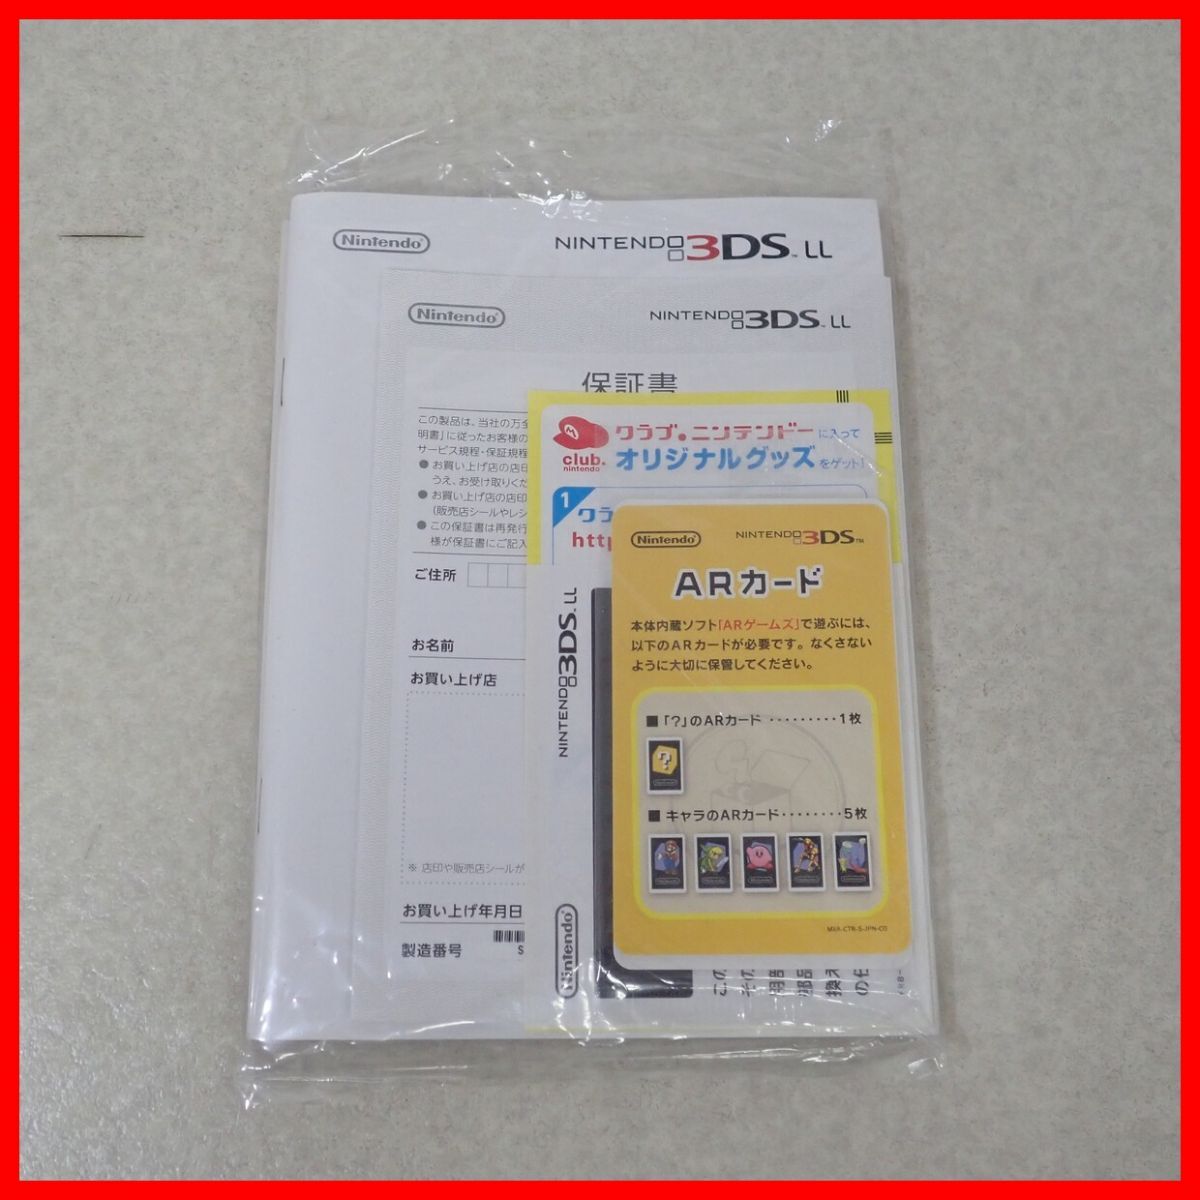 Nintendo
NINTENDO 3DS™ LL
Nintendo
NINTENDO 3DS™ LL
保証書
この製品は、当社の万全
明書」に従ったお客様の
サービス規程・保証規程
● お買い上げ店の店印
うえ、お受け取りくだ
● お買い上げ店の店印
(販売店シールやレシ
● この保証書は再発行
様が保証書にご記入
ご住所
お名前
お買い上げ店
※ 店印や販売店シールが
お買い上げ年月日
製造番号
S
club.
nintendo
クラブ・ニンテンドーに入って
オリジナルグッズをゲット!
1
クラ
http
NINTENDO 3DS™ LL
Nintendo
Nintendo
NINTENDO 3DS™
ARカード
本体内蔵ソフト「ARゲームズ」で遊ぶには、
以下のARカードが必要です。なくさない
ように大切に保管してください。
■「?」のARカード ・・・・・・・・・1枚
■ キャラのARカード・・・・・・・・5枚
MXA-CTR-S-JPN-C0